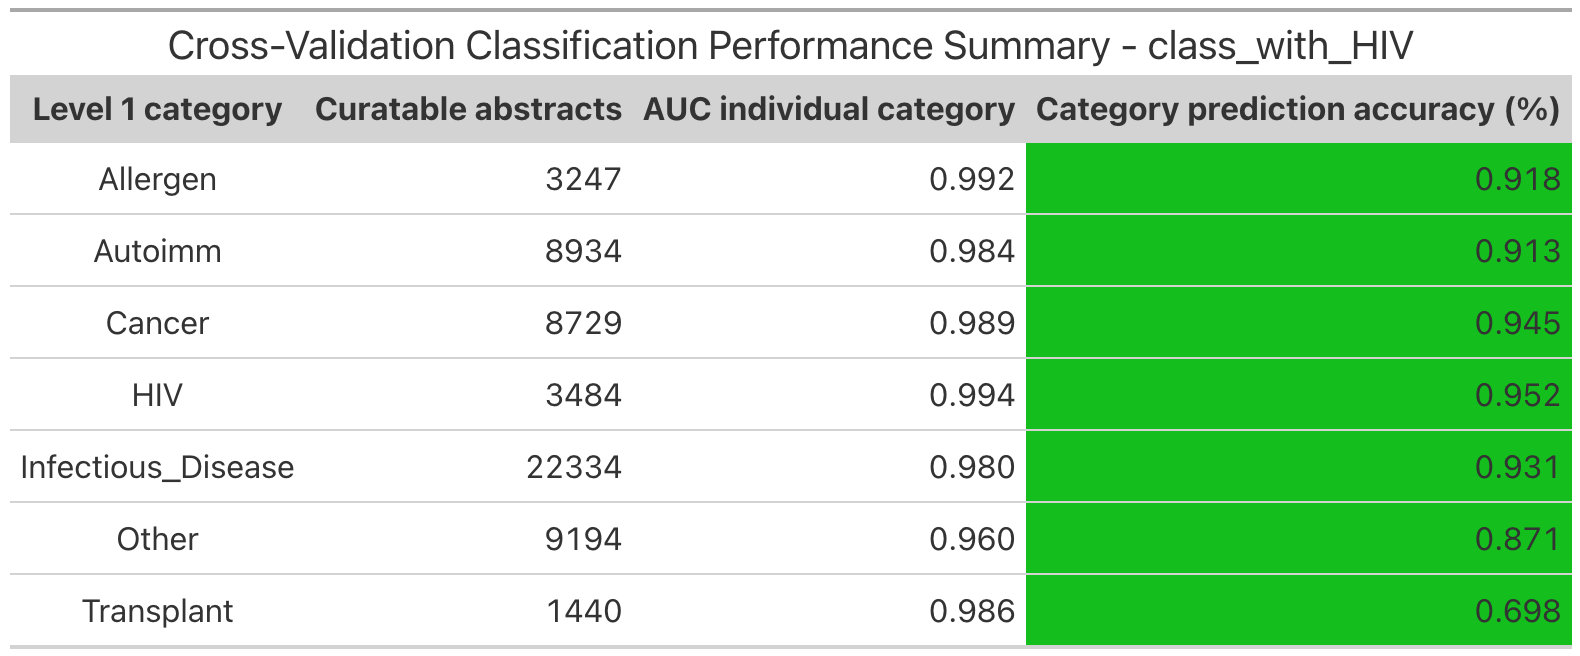 Cross-Validation Classification Performance Summary - class_with_HIV
Level 1 category Curatable abstracts AUC individual category Category prediction accuracy (%)
Allergen 3247 0.992 0.918
Autoimm 8934 0.984 0.913
Cancer 8729 0.989 0.945
HIV 3484 0.994 0.952
Infectious_Disease 22334 0.980 0.931
Other 9194 0.960 0.871
Transplant 1440 0.986 0.698